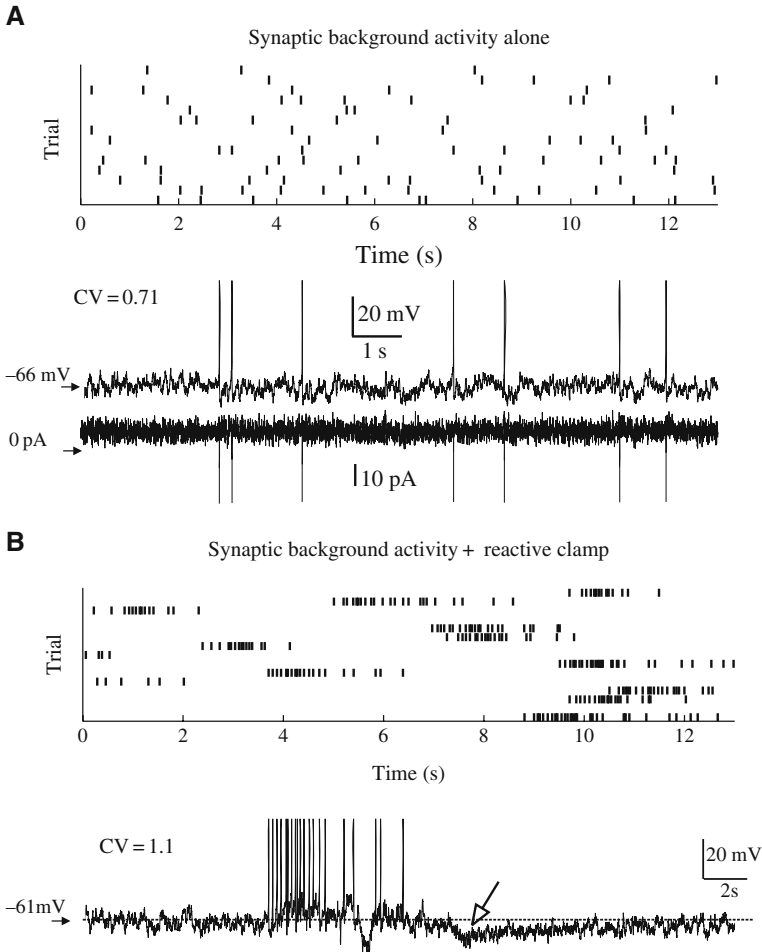 A
Synaptic background activity alone
Trial
0 2 4 6 8 10 12
Time (s)
CV = 0.71
20 mV
1 s
–66 mV
0 pA
10 pA
B
Synaptic background activity + reactive clamp
Trial
0 2 4 6 8 10 12
Time (s)
CV = 1.1
20 mV
2s
–61mV